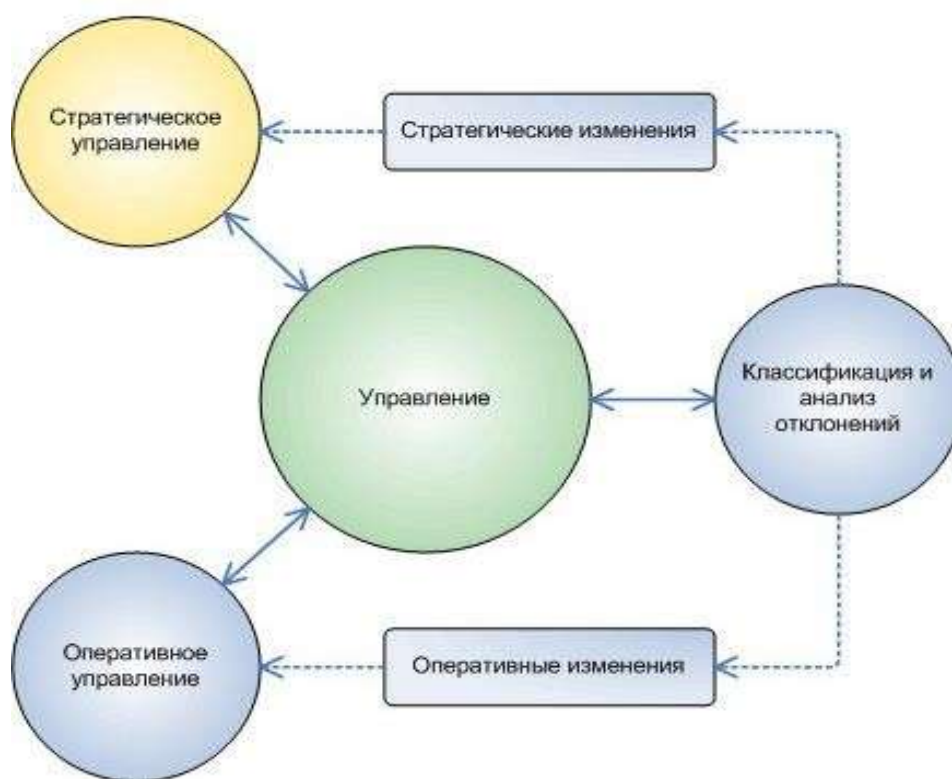 Стратегическое
управление
Стратегические изменения
Управление
Классификация и
анализ
отклонений
Оперативное
управление
Оперативные изменения